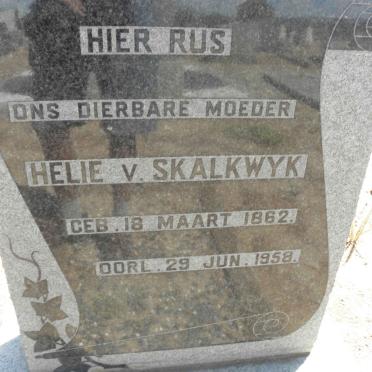 HIER RUS
ONS DIERBARE MOEDER
HELIE V. SKALKWYK
GEB. 18 MAART 1862.
OORL. 29 JUN. 1958.